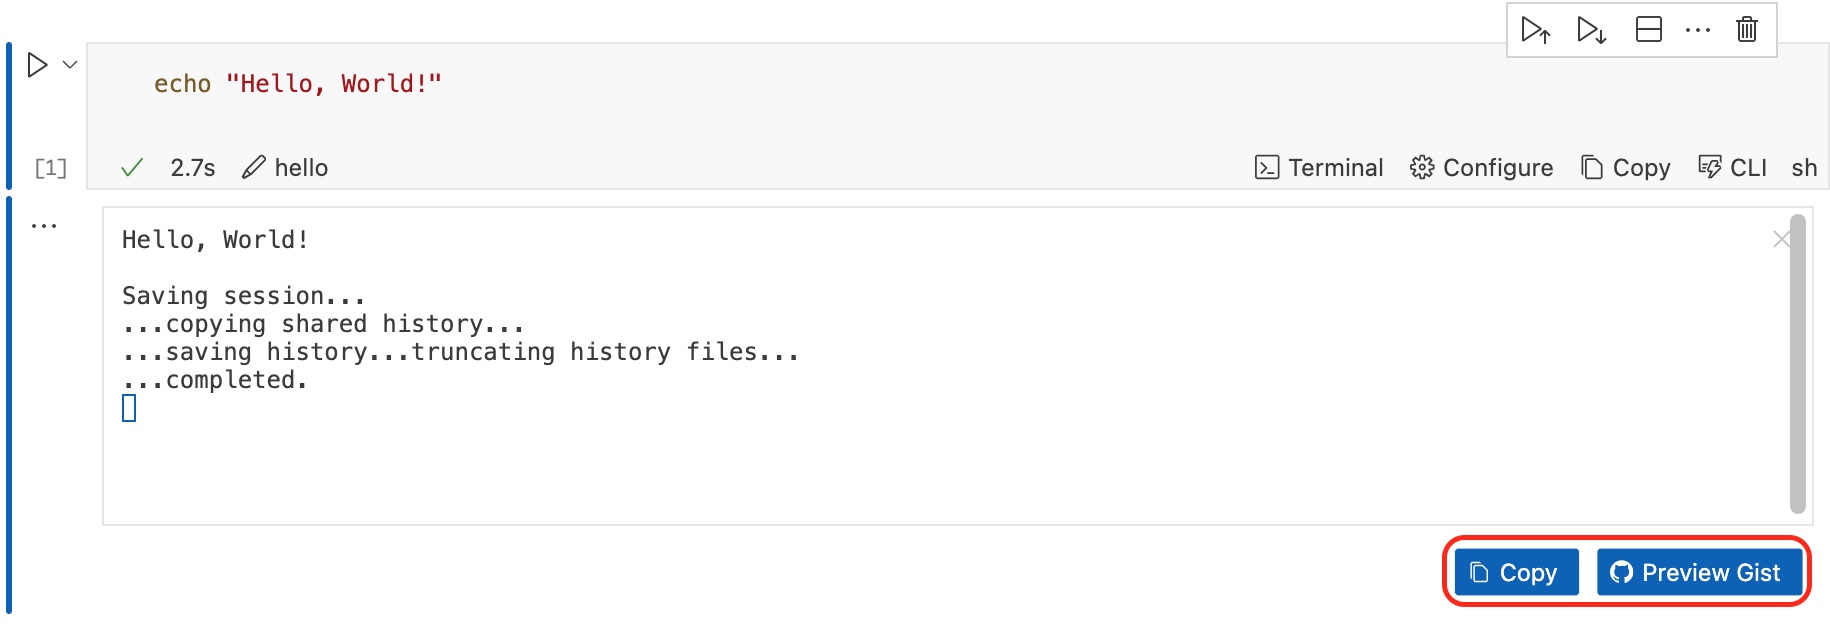 echo "Hello, World!"
[1] 2.7s hello Terminal Configure Copy CLI sh
...
Hello, World!
Saving session...
...copying shared history...
...saving history...truncating history files...
...completed.
Copy Preview Gist